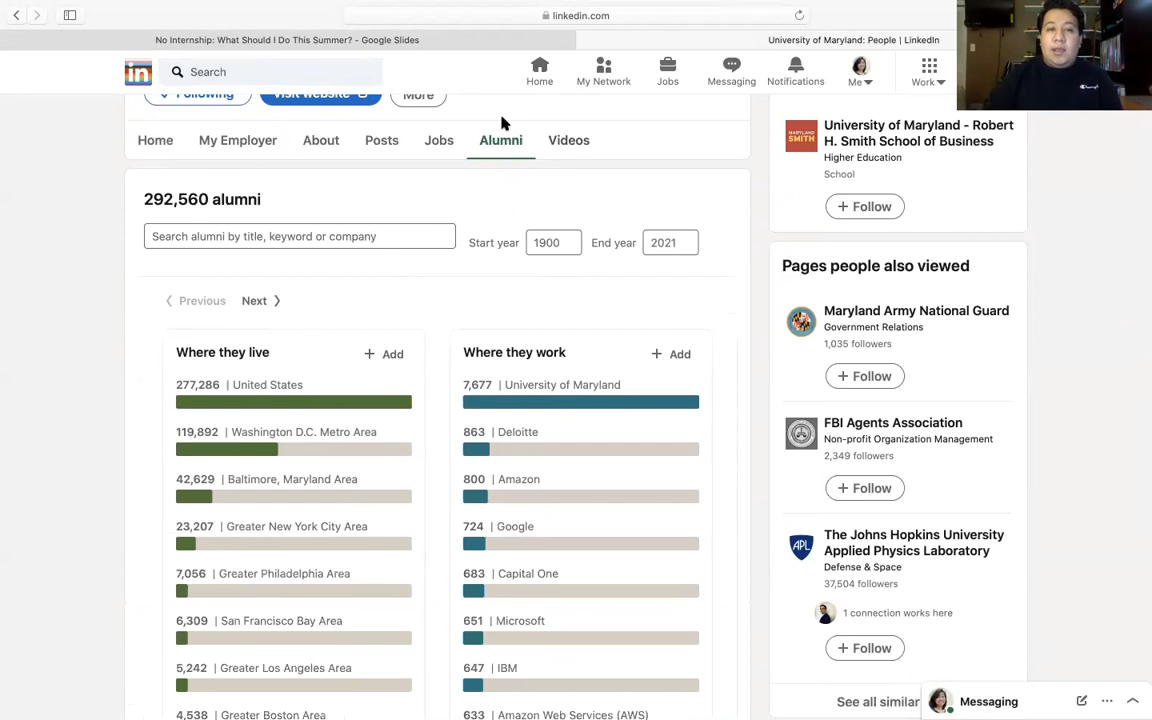 linkedin.com
No Internship: What Should I Do This Summer? - Google Slides
University of Maryland: People | LinkedIn
in
Search
Home
My Network
Jobs
Messaging
Notifications
Me
Work
Following
Visit website
More
Home
My Employer
About
Posts
Jobs
Alumni
Videos
292,560 alumni
Search alumni by title, keyword or company
Start year
1900
End year
2021
Previous
Next
Where they live
+ Add
277,286 | United States
119,892 | Washington D.C. Metro Area
42,629 | Baltimore, Maryland Area
23,207 | Greater New York City Area
7,056 | Greater Philadelphia Area
6,309 | San Francisco Bay Area
5,242 | Greater Los Angeles Area
4,538 | Greater Boston Area
Where they work
+ Add
7,677 | University of Maryland
863 | Deloitte
800 | Amazon
724 | Google
683 | Capital One
651 | Microsoft
647 | IBM
633 | Amazon Web Services (AWS)
MARYLAND
SMITH
University of Maryland - Robert
H. Smith School of Business
Higher Education
School
+ Follow
Pages people also viewed
Maryland Army National Guard
Government Relations
1,035 followers
+ Follow
FBI Agents Association
Non-profit Organization Management
2,349 followers
+ Follow
APL
The Johns Hopkins University
Applied Physics Laboratory
Defense & Space
37,504 followers
1 connection works here
+ Follow
See all similar
Messaging